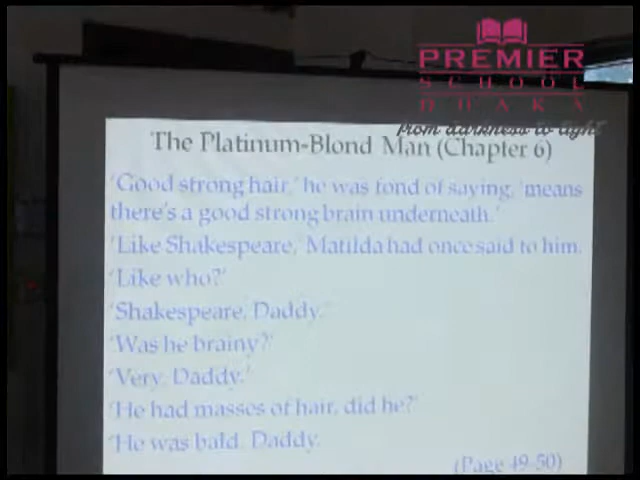 PREMIER
SCHOOL
DHAKA
from darkness to light
The Platinum-Blond Man (Chapter 6)
'Good strong hair,' he was fond of saying, 'means
there's a good strong brain underneath.'
'Like Shakespeare,' Matilda had once said to him.
'Like who?'
'Shakespeare, Daddy.'
'Was he brainy?'
'Very, Daddy.'
'He had masses of hair, did he?'
'He was bald, Daddy.
(Page 49-50)